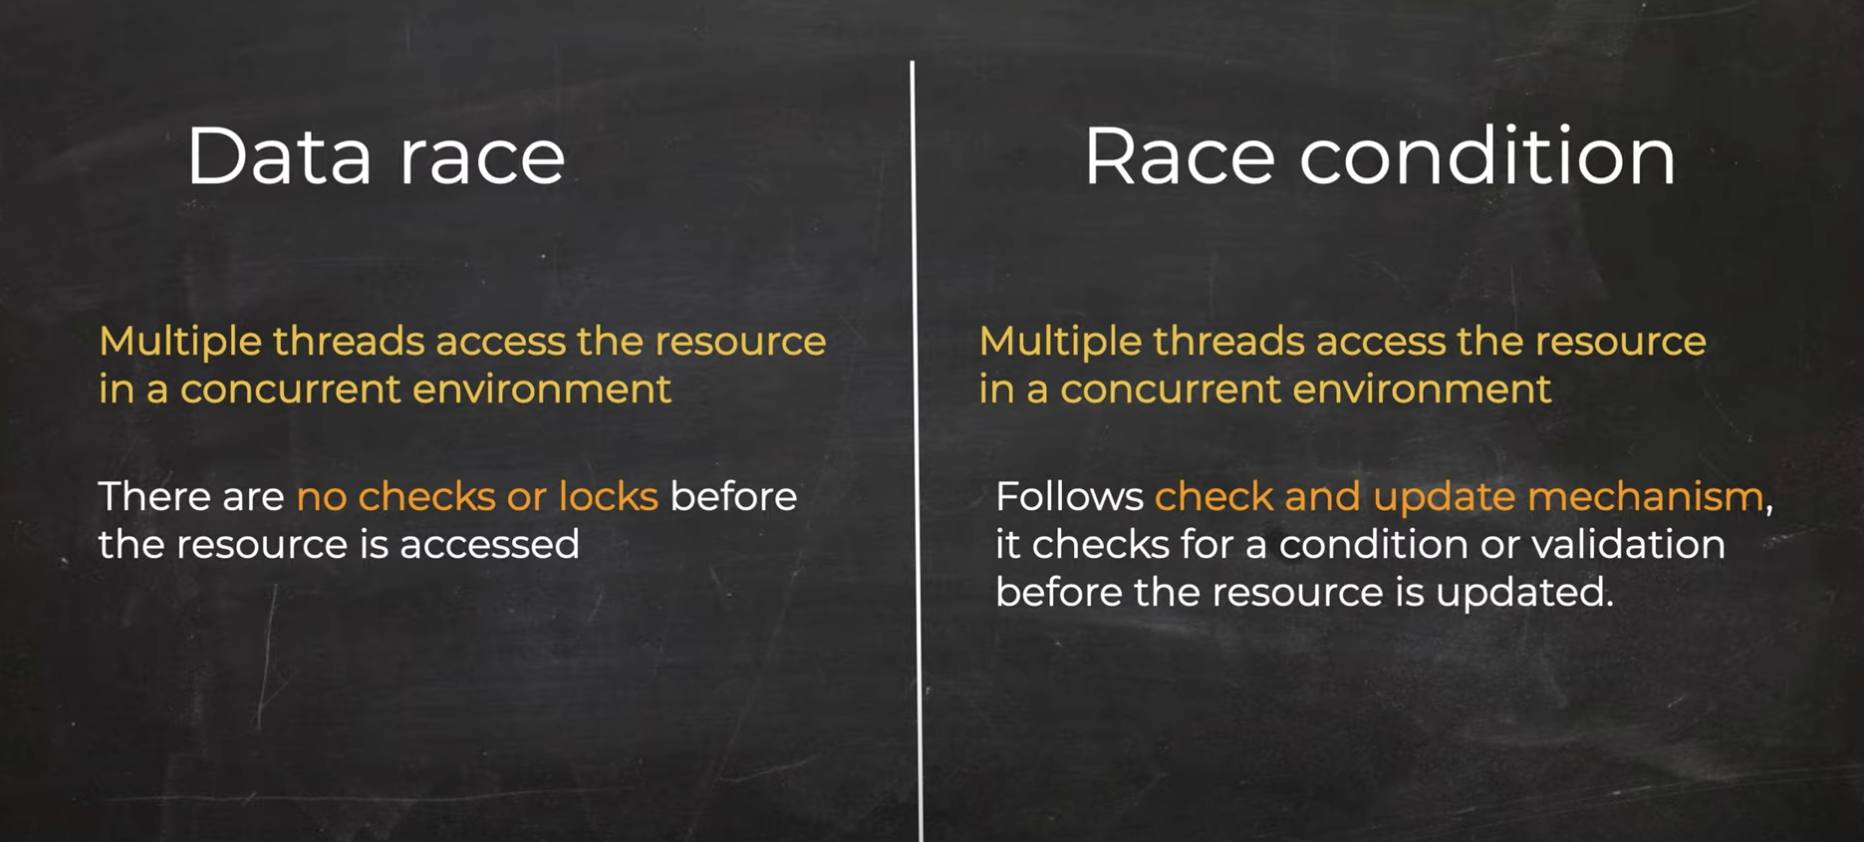 Data race
Multiple threads access the resource
in a concurrent environment
There are no checks or locks before
the resource is accessed
Race condition
Multiple threads access the resource
in a concurrent environment
Follows check and update mechanism,
it checks for a condition or validation
before the resource is updated.